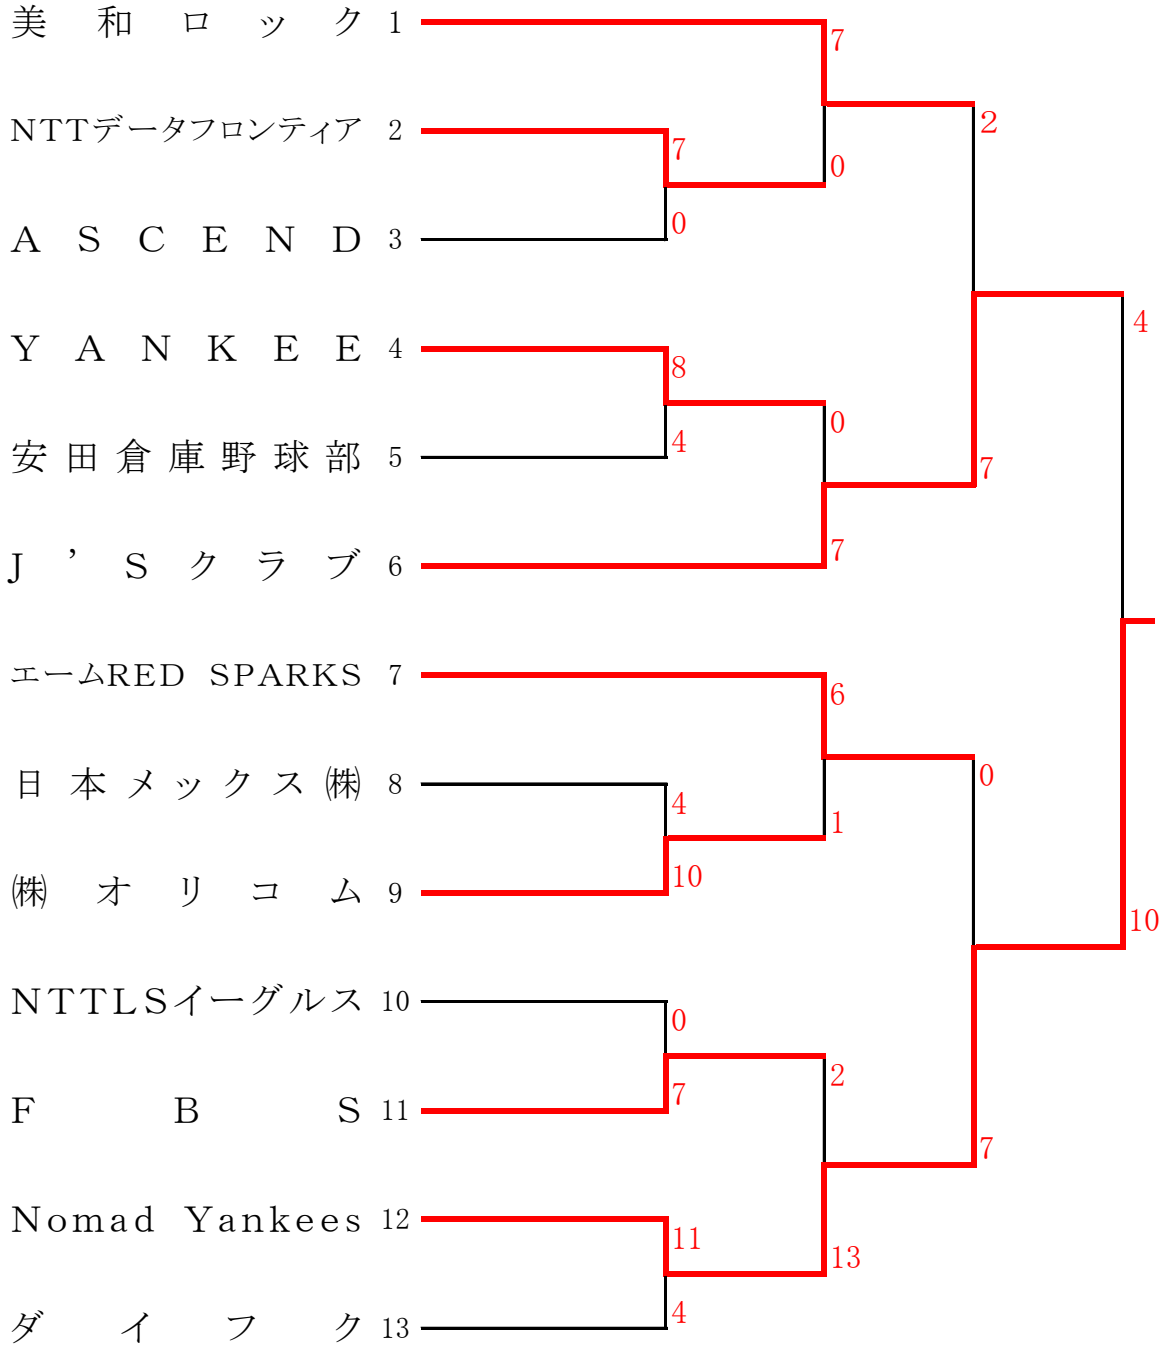 美和ロック 1
7
2
NTTデータフロンティア 2
7
0
ASCEND 3
0
4
YANKEE 4
8
0
安田倉庫野球部 5
4
7
J’Sクラブ 6
7
エームRED SPARKS 7
6
日本メックス㈱ 8
4
0
1
㈱オリコム 9
10
10
NTTLSイーグルス 10
0
2
FBS 11
7
7
Nomad Yankees 12
11
13
ダイフク 13
4